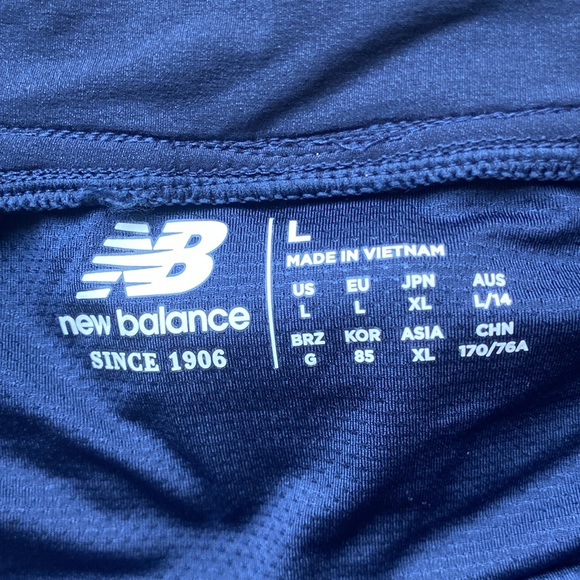 NB
new balance
SINCE 1906
L
MADE IN VIETNAM
US EU JPN AUS
L L XL L/14
BRZ KOR ASIA CHN
G 85 XL 170/76A